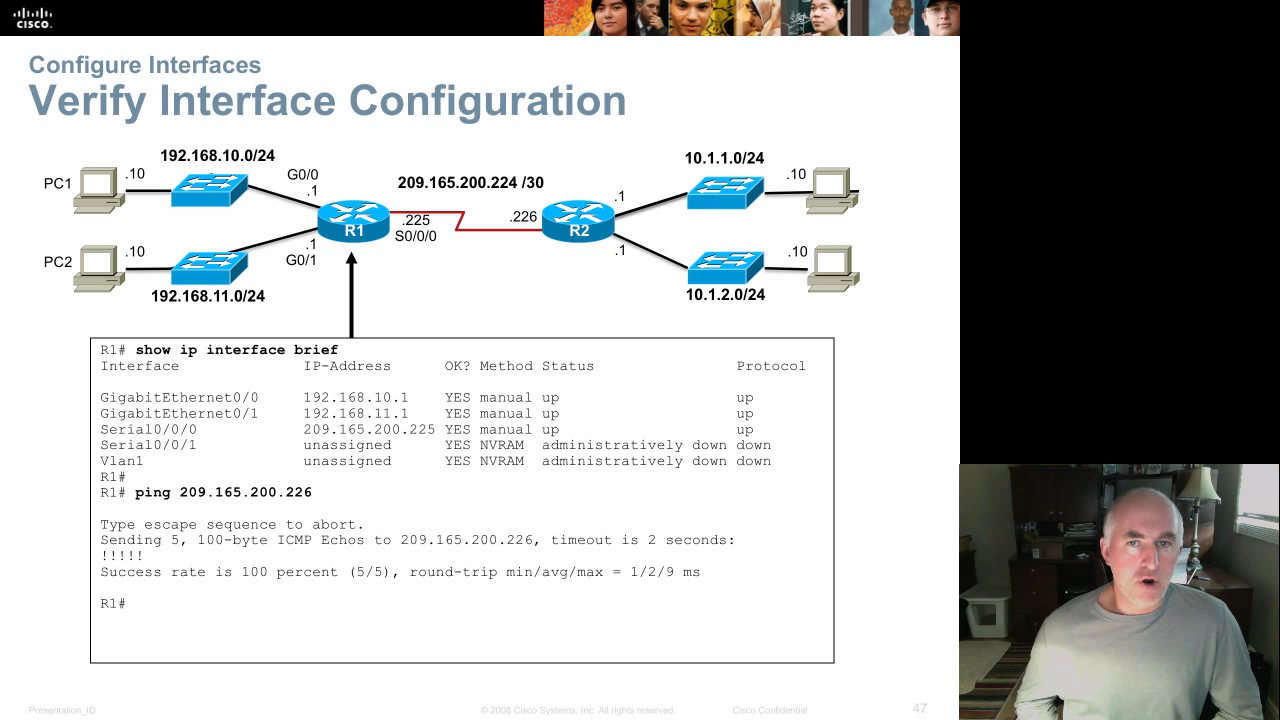 CISCO.
Configure Interfaces
Verify Interface Configuration
192.168.10.0/24
10.1.1.0/24
PC1
.10
G0/0
.1
209.165.200.224 /30
.1
.10
.225
.226
R1
R2
S0/0/0
PC2
.10
.1
G0/1
.1
.10
192.168.11.0/24
10.1.2.0/24
R1# show ip interface brief
Interface IP-Address OK? Method Status Protocol
GigabitEthernet0/0 192.168.10.1 YES manual up up
GigabitEthernet0/1 192.168.11.1 YES manual up up
Serial0/0/0 209.165.200.225 YES manual up up
Serial0/0/1 unassigned YES NVRAM administratively down down
Vlan1 unassigned YES NVRAM administratively down down
R1#
R1# ping 209.165.200.226
Type escape sequence to abort.
Sending 5, 100-byte ICMP Echos to 209.165.200.226, timeout is 2 seconds:
!!!!!
Success rate is 100 percent (5/5), round-trip min/avg/max = 1/2/9 ms
R1#
Presentation_ID
© 2008 Cisco Systems, Inc. All rights reserved.
Cisco Confidential
47